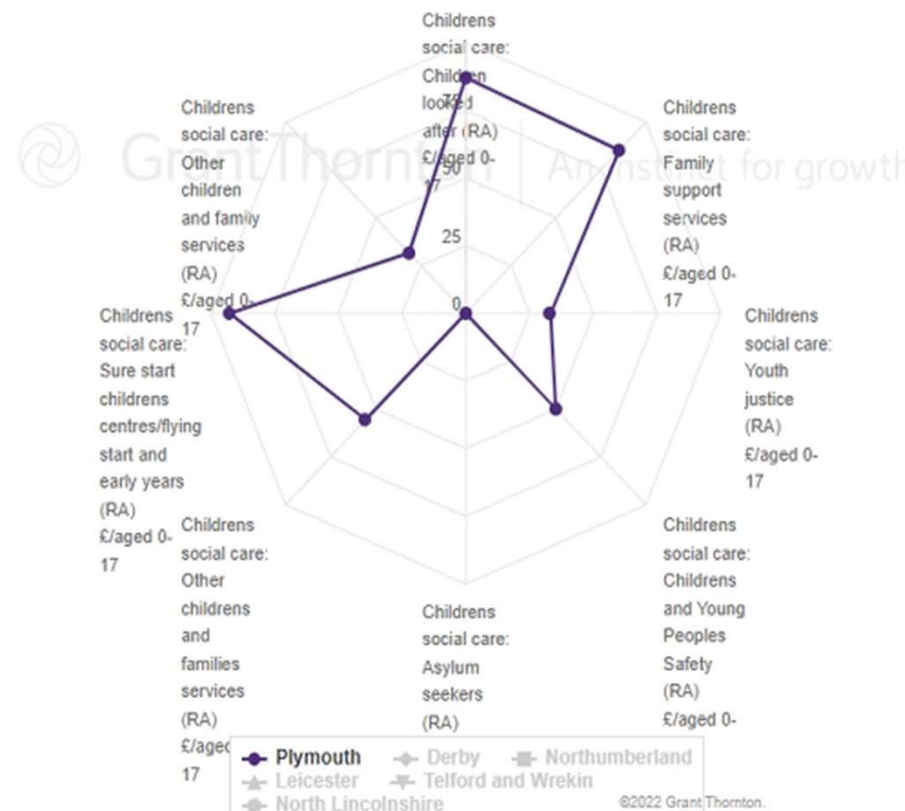 Childrens
social care:
Children
looked
after (RA)
£/aged 0-
17
Childrens
social care:
Family
support
services
(RA)
£/aged 0-
17
Childrens
social care:
Youth
justice
(RA)
£/aged 0-
17
Childrens
social care:
Childrens
and Young
Peoples
Safety
(RA)
£/aged 0-
Childrens
social care:
Asylum
seekers
(RA)
Childrens
social care:
Other
childrens
and
families
services
(RA)
£/aged
17
Childrens
social care:
Sure start
childrens
centres/flying
start and
early years
(RA)
£/aged 0-
17
Childrens
social care:
Other
children
and family
services
(RA)
£/aged 0-
17
75
50
25
0
Grant Thornton | An instinct for growth
Plymouth Derby Northumberland
Leicester Telford and Wrekin
North Lincolnshire
©2022 Grant Thornton.